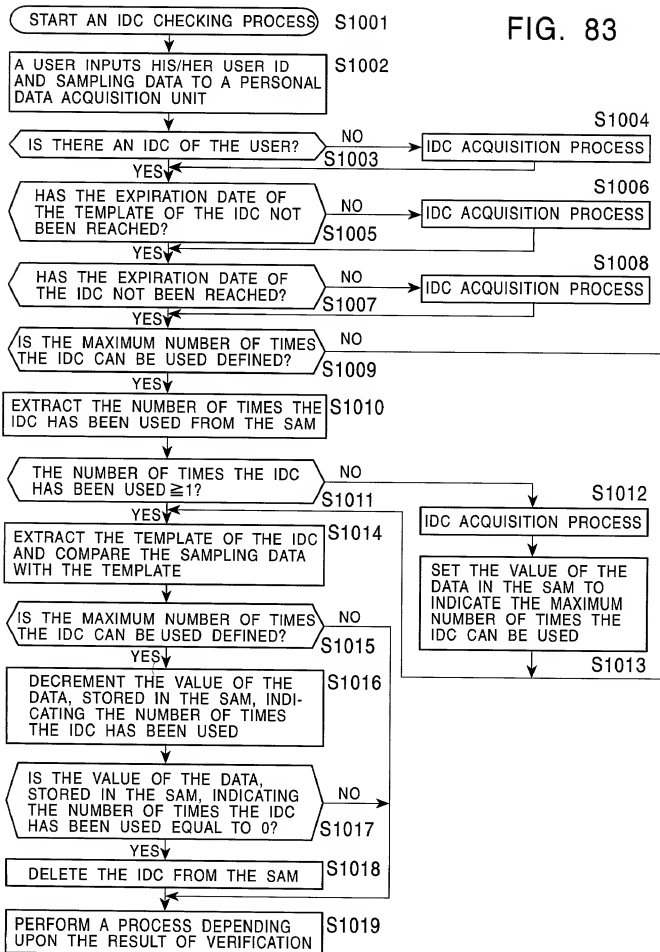 FIG. 83
START AN IDC CHECKING PROCESS
S1001
A USER INPUTS HIS/HER USER ID
AND SAMPLING DATA TO A PERSONAL
DATA ACQUISITION UNIT
S1002
IS THERE AN IDC OF THE USER?
S1003
NO
YES
S1004
IDC ACQUISITION PROCESS
HAS THE EXPIRATION DATE OF
THE TEMPLATE OF THE IDC NOT
BEEN REACHED?
S1005
NO
YES
S1006
IDC ACQUISITION PROCESS
HAS THE EXPIRATION DATE OF
THE IDC NOT BEEN REACHED?
S1007
NO
YES
S1008
IDC ACQUISITION PROCESS
IS THE MAXIMUM NUMBER OF TIMES
THE IDC CAN BE USED DEFINED?
S1009
NO
YES
EXTRACT THE NUMBER OF TIMES THE
IDC HAS BEEN USED FROM THE SAM
S1010
THE NUMBER OF TIMES THE IDC
HAS BEEN USED ≧1?
S1011
NO
YES
S1012
IDC ACQUISITION PROCESS
SET THE VALUE OF THE
DATA IN THE SAM TO
INDICATE THE MAXIMUM
NUMBER OF TIMES THE
IDC CAN BE USED
S1013
EXTRACT THE TEMPLATE OF THE IDC
AND COMPARE THE SAMPLING DATA
WITH THE TEMPLATE
S1014
IS THE MAXIMUM NUMBER OF TIMES
THE IDC CAN BE USED DEFINED?
S1015
NO
YES
DECREMENT THE VALUE OF THE
DATA, STORED IN THE SAM, INDI-
CATING THE NUMBER OF TIMES
THE IDC HAS BEEN USED
S1016
IS THE VALUE OF THE DATA,
STORED IN THE SAM, INDICATING
THE NUMBER OF TIMES THE IDC
HAS BEEN USED EQUAL TO 0?
S1017
NO
YES
DELETE THE IDC FROM THE SAM
S1018
PERFORM A PROCESS DEPENDING
UPON THE RESULT OF VERIFICATION
S1019